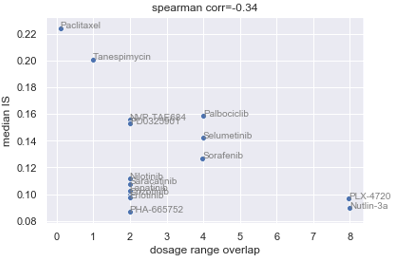 spearman corr=-0.34
0.22
0.20
0.18
0.16
0.14
0.12
0.10
0.08
median IS
Paclitaxel
Tanespimycin
NVP-TAE684
PD0325901
Palbociclib
Selumetinib
Sorafenib
Nilotinib
Saracatinib
Lapatinib
Erlotinib
PHA-665752
PLX-4720
Nutlin-3a
0 1 2 3 4 5 6 7 8
dosage range overlap